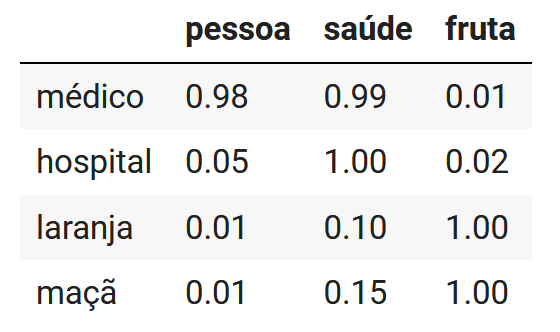 pessoa saúde fruta
médico 0.98 0.99 0.01
hospital 0.05 1.00 0.02
laranja 0.01 0.10 1.00
maçã 0.01 0.15 1.00